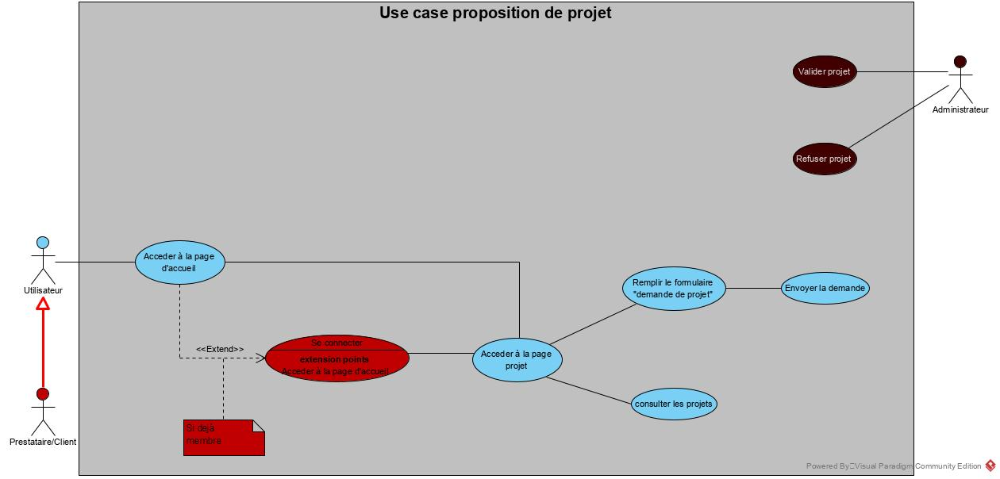 Use case proposition de projet
Valider projet
Administrateur
Refuser projet
Acceder à la page
d'accueil
Utilisateur
Remplir le formulaire
"demande de projet"
Envoyer la demande
<<Extend>>
Se connecter
extension points
Acceder à la page d'accueil
Acceder à la page
projet
consulter les projets
Si dejà
membre
Prestataire/Client
Powered By Visual Paradigm Community Edition